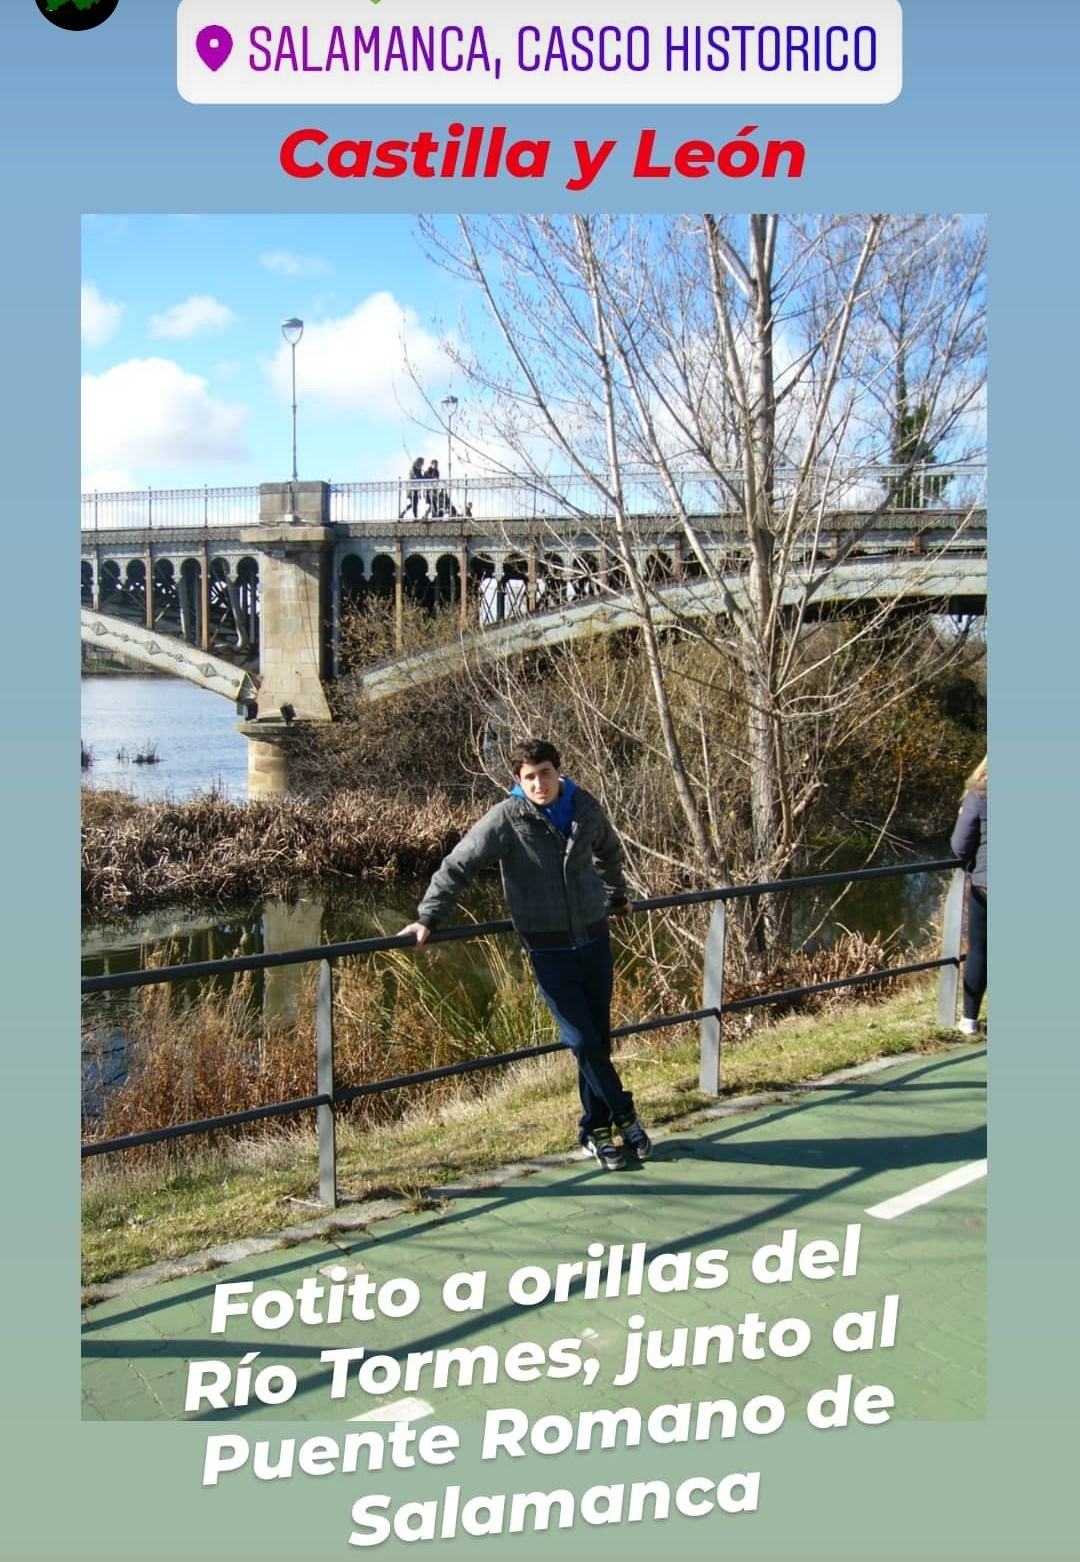 SALAMANCA, CASCO HISTORICO
Castilla y León
Fotito a orillas del
Río Tormes, junto al
Puente Romano de
Salamanca